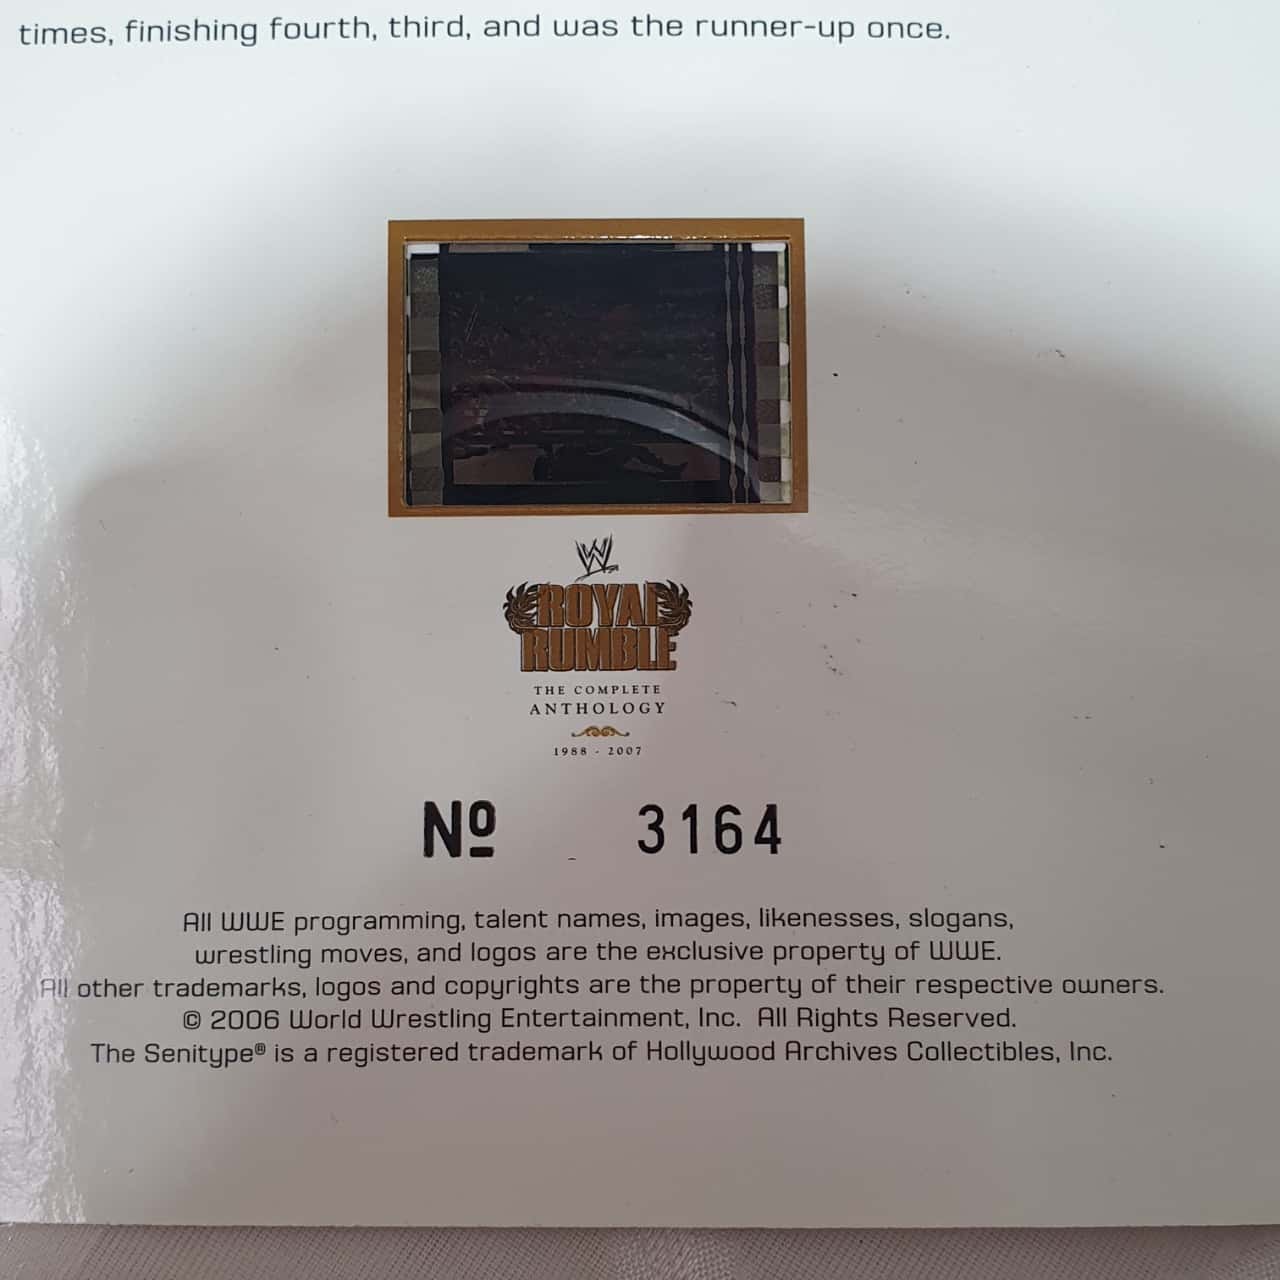 times, finishing fourth, third, and was the runner-up once.
W
ROYAL
RUMBLE
THE COMPLETE
ANTHOLOGY
1988 - 2007
Nº 3164
All WWE programming, talent names, images, likenesses, slogans,
wrestling moves, and logos are the exclusive property of WWE.
All other trademarks, logos and copyrights are the property of their respective owners.
© 2006 World Wrestling Entertainment, Inc. All Rights Reserved.
The Senitype® is a registered trademark of Hollywood Archives Collectibles, Inc.